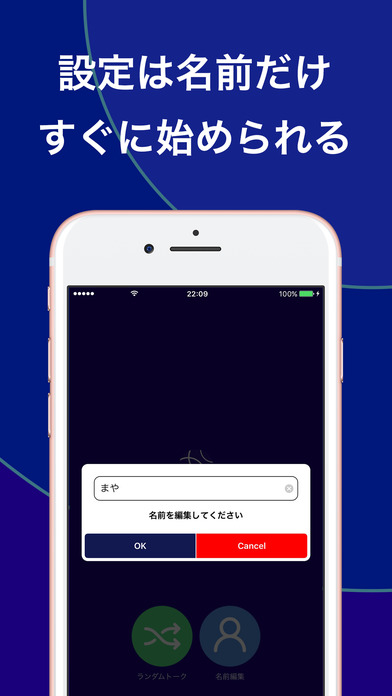 設定は名前だけ
すぐに始められる
22:09
100%
まや
名前を編集してください
OK
Cancel
ランダムトーク
名前編集